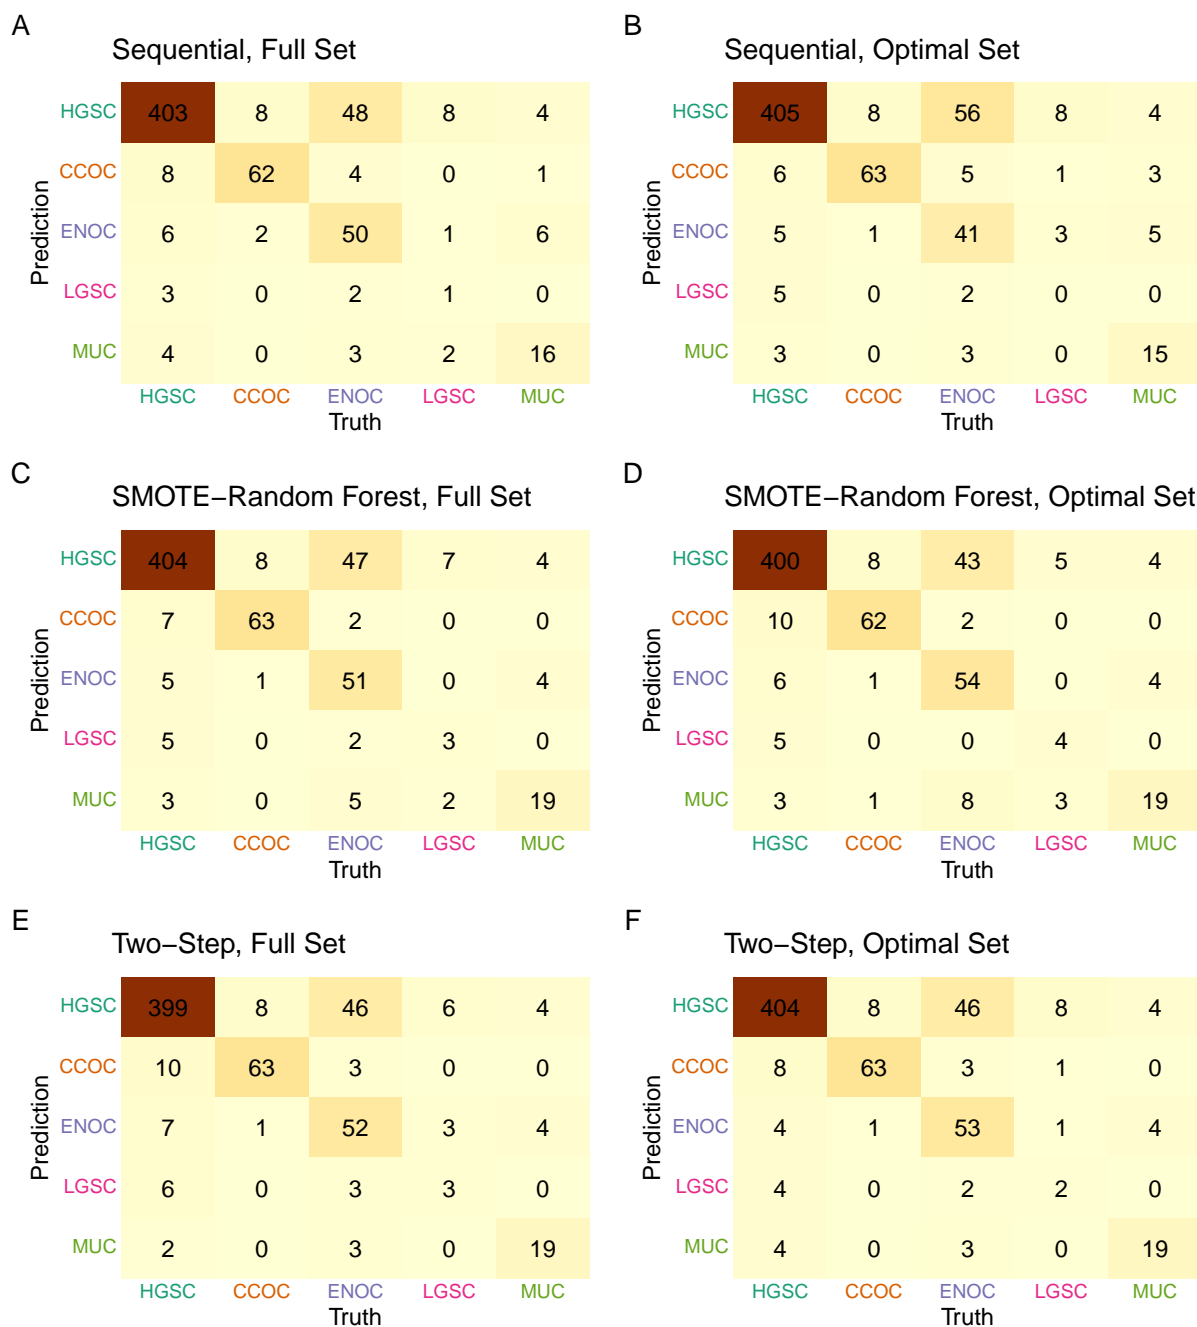 A
Sequential, Full Set
Prediction
HGSC 403 8 48 8 4
CCOC 8 62 4 0 1
ENOC 6 2 50 1 6
LGSC 3 0 2 1 0
MUC 4 0 3 2 16
HGSC CCOC ENOC LGSC MUC
Truth
B
Sequential, Optimal Set
Prediction
HGSC 405 8 56 8 4
CCOC 6 63 5 1 3
ENOC 5 1 41 3 5
LGSC 5 0 2 0 0
MUC 3 0 3 0 15
HGSC CCOC ENOC LGSC MUC
Truth
C
SMOTE−Random Forest, Full Set
Prediction
HGSC 404 8 47 7 4
CCOC 7 63 2 0 0
ENOC 5 1 51 0 4
LGSC 5 0 2 3 0
MUC 3 0 5 2 19
HGSC CCOC ENOC LGSC MUC
Truth
D
SMOTE−Random Forest, Optimal Set
Prediction
HGSC 400 8 43 5 4
CCOC 10 62 2 0 0
ENOC 6 1 54 0 4
LGSC 5 0 0 4 0
MUC 3 1 8 3 19
HGSC CCOC ENOC LGSC MUC
Truth
E
Two−Step, Full Set
Prediction
HGSC 399 8 46 6 4
CCOC 10 63 3 0 0
ENOC 7 1 52 3 4
LGSC 6 0 3 3 0
MUC 2 0 3 0 19
HGSC CCOC ENOC LGSC MUC
Truth
F
Two−Step, Optimal Set
Prediction
HGSC 404 8 46 8 4
CCOC 8 63 3 1 0
ENOC 4 1 53 1 4
LGSC 4 0 2 2 0
MUC 4 0 3 0 19
HGSC CCOC ENOC LGSC MUC
Truth